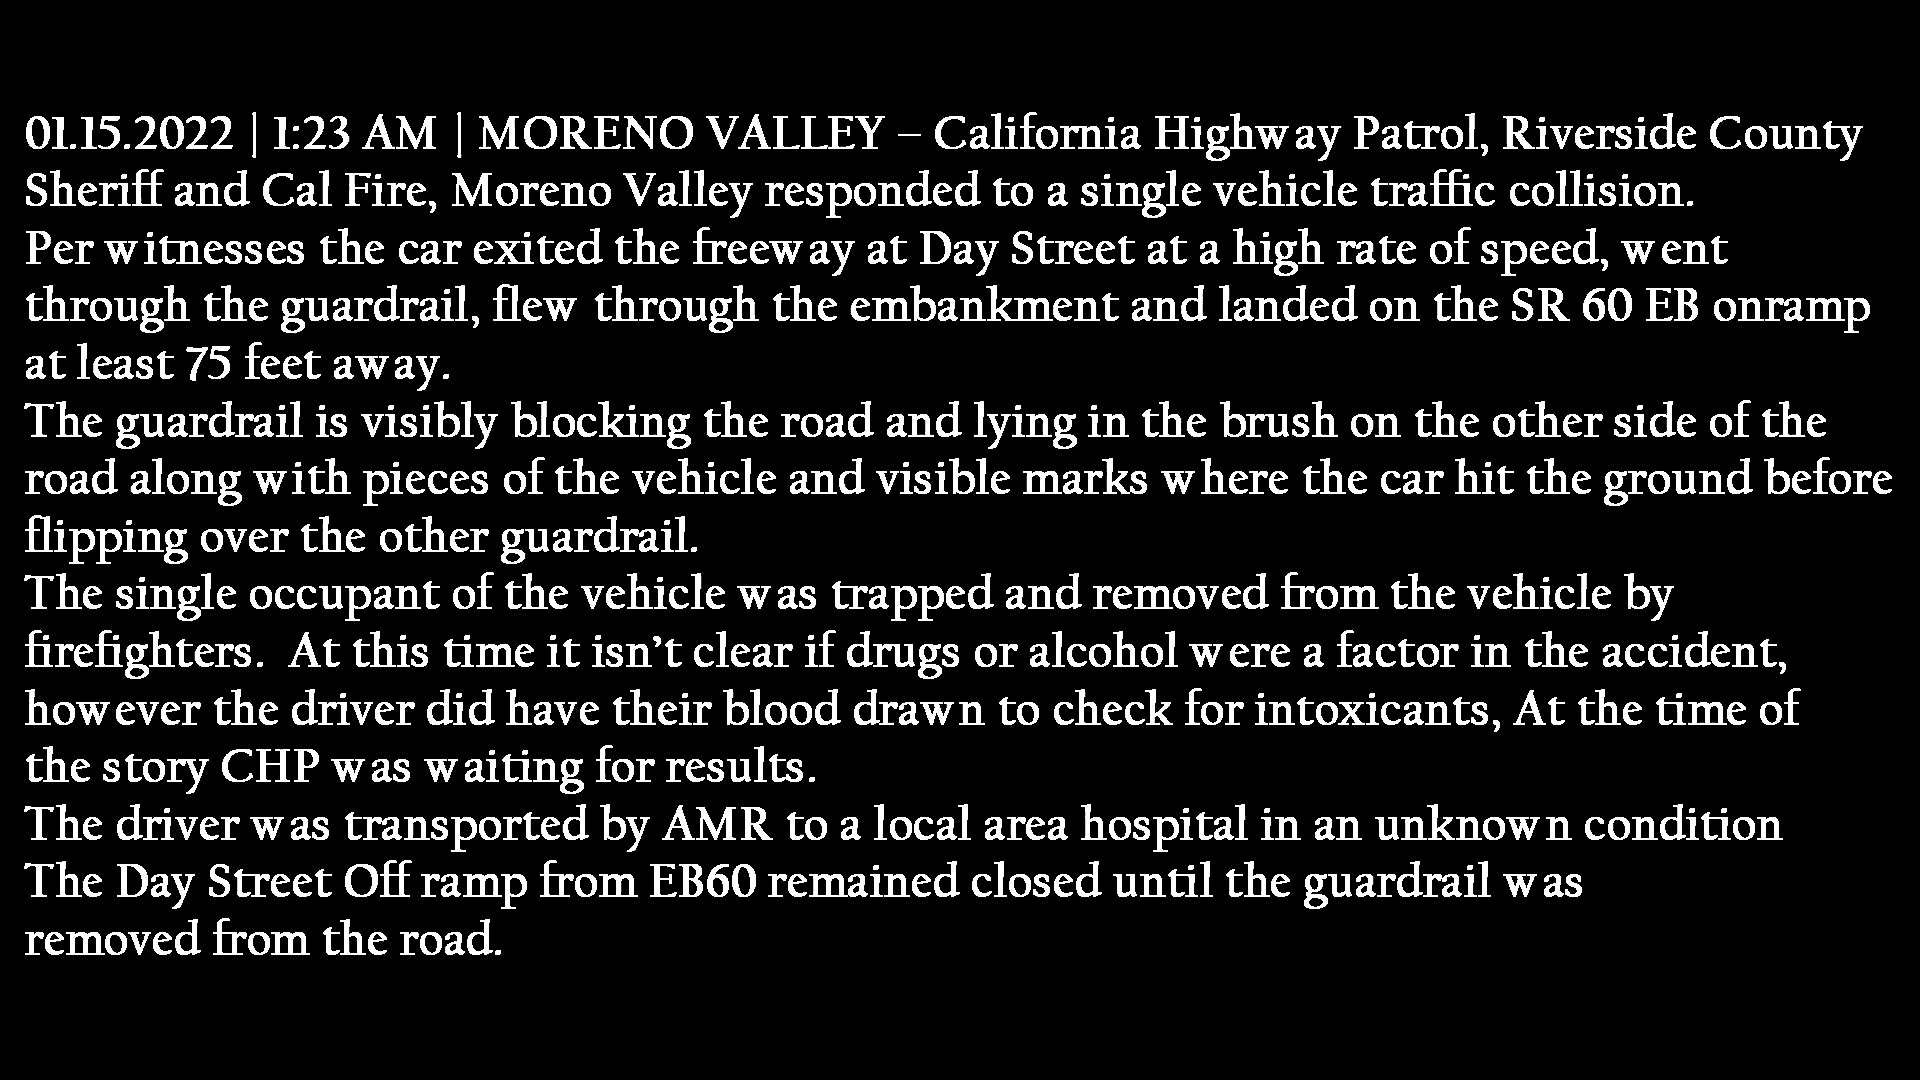 01.15.2022 | 1:23 AM | MORENO VALLEY – California Highway Patrol, Riverside County
Sheriff and Cal Fire, Moreno Valley responded to a single vehicle traffic collision.
Per witnesses the car exited the freeway at Day Street at a high rate of speed, went
through the guardrail, flew through the embankment and landed on the SR 60 EB onramp
at least 75 feet away.
The guardrail is visibly blocking the road and lying in the brush on the other side of the
road along with pieces of the vehicle and visible marks where the car hit the ground before
flipping over the other guardrail.
The single occupant of the vehicle was trapped and removed from the vehicle by
firefighters.  At this time it isn’t clear if drugs or alcohol were a factor in the accident,
however the driver did have their blood drawn to check for intoxicants, At the time of
the story CHP was waiting for results.
The driver was transported by AMR to a local area hospital in an unknown condition
The Day Street Off ramp from EB60 remained closed until the guardrail was
removed from the road.